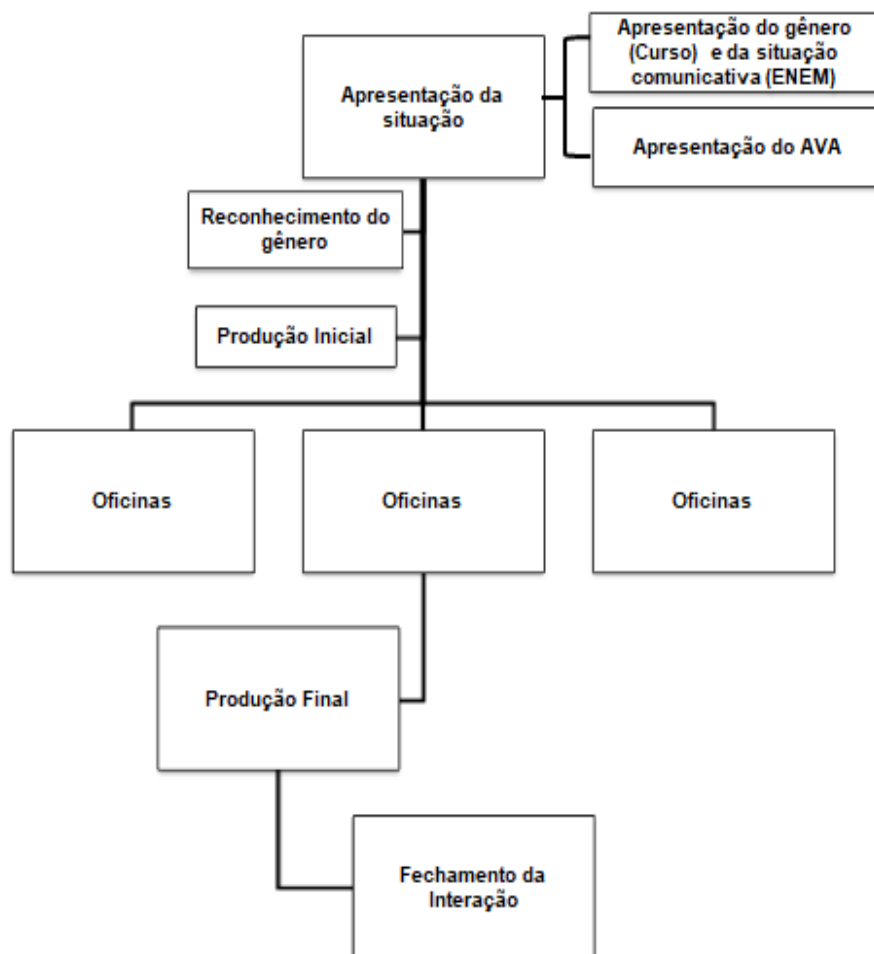 Apresentação do gênero
(Curso) e da situação
comunicativa (ENEM)
Apresentação da
situação
Apresentação do AVA
Reconhecimento do
gênero
Produção Inicial
Oficinas
Oficinas
Oficinas
Produção Final
Fechamento da
Interação